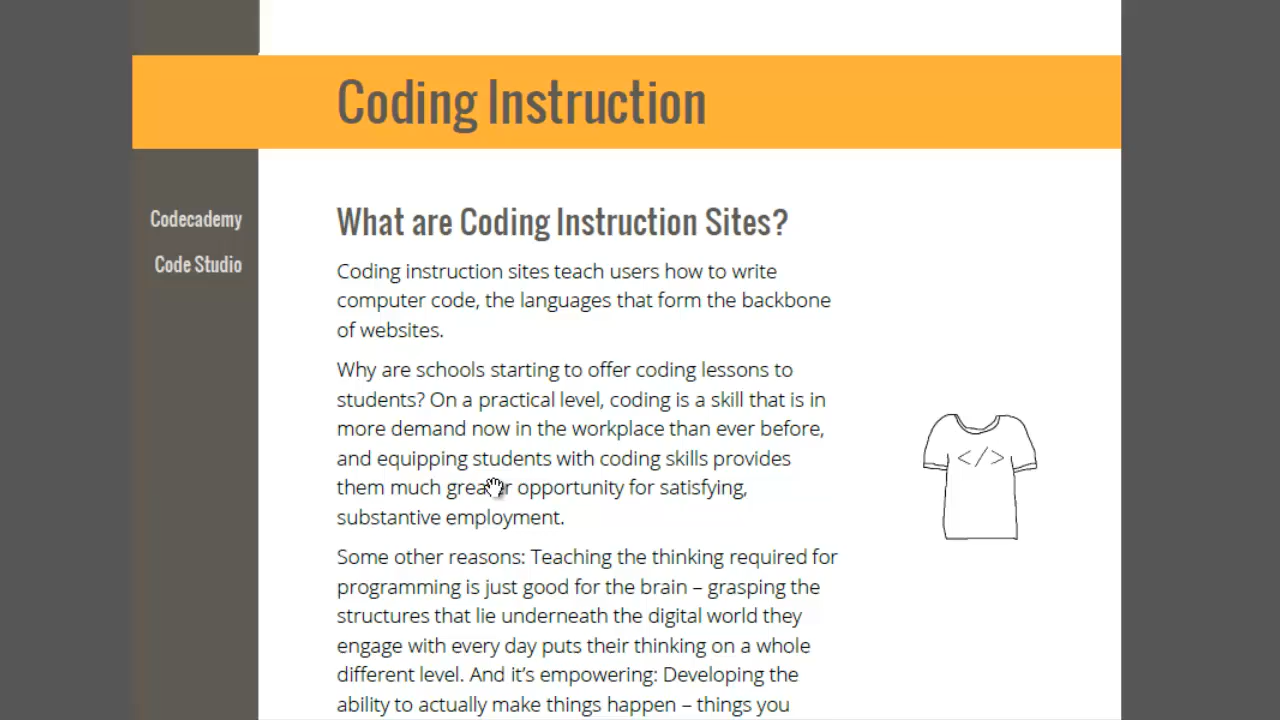 Coding Instruction
Codecademy
Code Studio
What are Coding Instruction Sites?
Coding instruction sites teach users how to write
computer code, the languages that form the backbone
of websites.
Why are schools starting to offer coding lessons to
students? On a practical level, coding is a skill that is in
more demand now in the workplace than ever before,
and equipping students with coding skills provides
them much greater opportunity for satisfying,
substantive employment.
</>
Some other reasons: Teaching the thinking required for
programming is just good for the brain – grasping the
structures that lie underneath the digital world they
engage with every day puts their thinking on a whole
different level. And it’s empowering: Developing the
ability to actually make things happen – things you